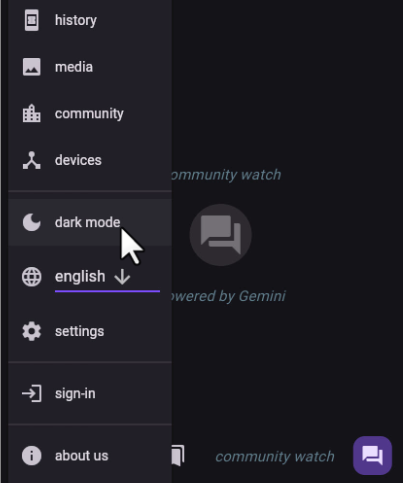 history
media
community
devices
ommunity watch
dark mode
english
owered by Gemini
settings
sign-in
about us
community watch